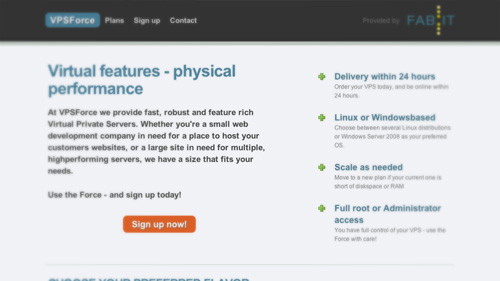 VPSForce Plans Sign up Contact
Provided by FAB:IT
Virtual features - physical
performance
At VPSForce we provide fast, robust and feature rich
Virtual Private Servers. Whether you're a small web
development company in need for a place to host your
customers websites, or a large site in need for multiple,
highperforming servers, we have a size that fits your
needs.
Use the Force - and sign up today!
Sign up now!
Delivery within 24 hours
Order your VPS today, and be online within
24 hours.
Linux or Windowsbased
Choose between several Linux distributions
or Windows Server 2008 as your preferred
OS.
Scale as needed
Move to a new plan if your current one is
short of diskspace or RAM
Full root or Administrator
access
You have full control of your VPS - use the
Force with care!
CHOOSE YOUR PREFERRED FLAVOR